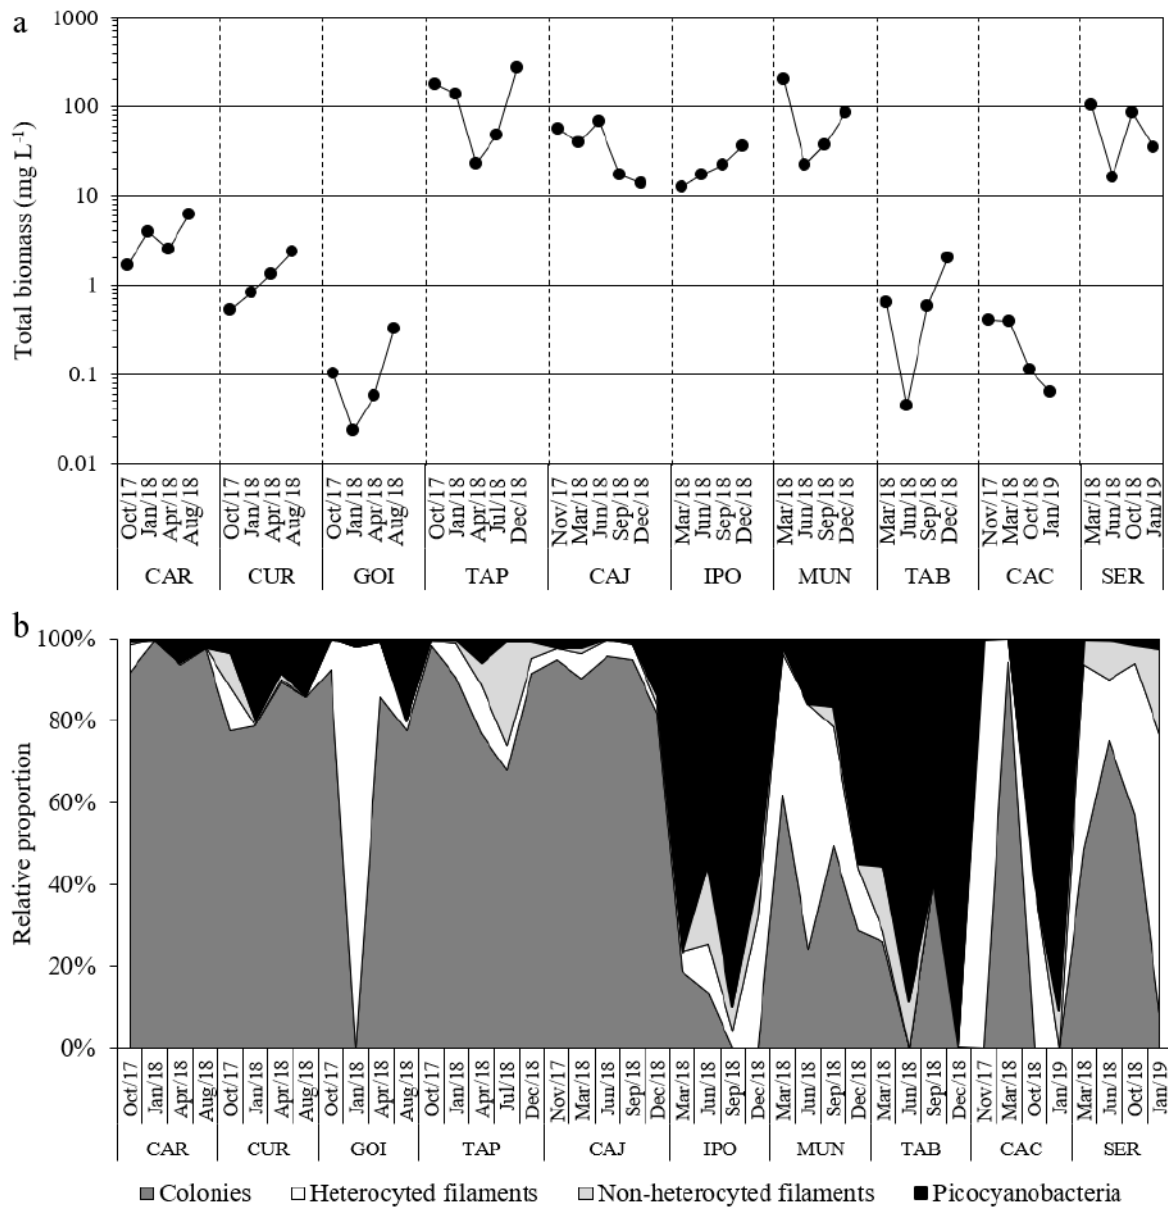 a
1000
100
10
1
0.1
0.01
Total biomass (mg L⁻¹)
Oct/17 Jan/18 Apr/18 Aug/18 Oct/17 Jan/18 Apr/18 Aug/18 Oct/17 Jan/18 Apr/18 Aug/18 Oct/17 Jan/18 Apr/18 Jul/18 Dec/18 Nov/17 Mar/18 Jun/18 Sep/18 Dec/18 Mar/18 Jun/18 Sep/18 Dec/18 Mar/18 Jun/18 Sep/18 Dec/18 Mar/18 Jun/18 Sep/18 Dec/18 Nov/17 Mar/18 Oct/18 Jan/19 Mar/18 Jun/18 Oct/18 Jan/19
CAR CUR GOI TAP CAJ IPO MUN TAB CAC SER
b
100%
80%
60%
40%
20%
0%
Relative proportion
Oct/17 Jan/18 Apr/18 Aug/18 Oct/17 Jan/18 Apr/18 Aug/18 Oct/17 Jan/18 Apr/18 Aug/18 Oct/17 Jan/18 Apr/18 Jul/18 Dec/18 Nov/17 Mar/18 Jun/18 Sep/18 Dec/18 Mar/18 Jun/18 Sep/18 Dec/18 Mar/18 Jun/18 Sep/18 Dec/18 Mar/18 Jun/18 Sep/18 Dec/18 Nov/17 Mar/18 Oct/18 Jan/19 Mar/18 Jun/18 Oct/18 Jan/19
CAR CUR GOI TAP CAJ IPO MUN TAB CAC SER
Colonies Heterocyted filaments Non-heterocyted filaments Picocyanobacteria